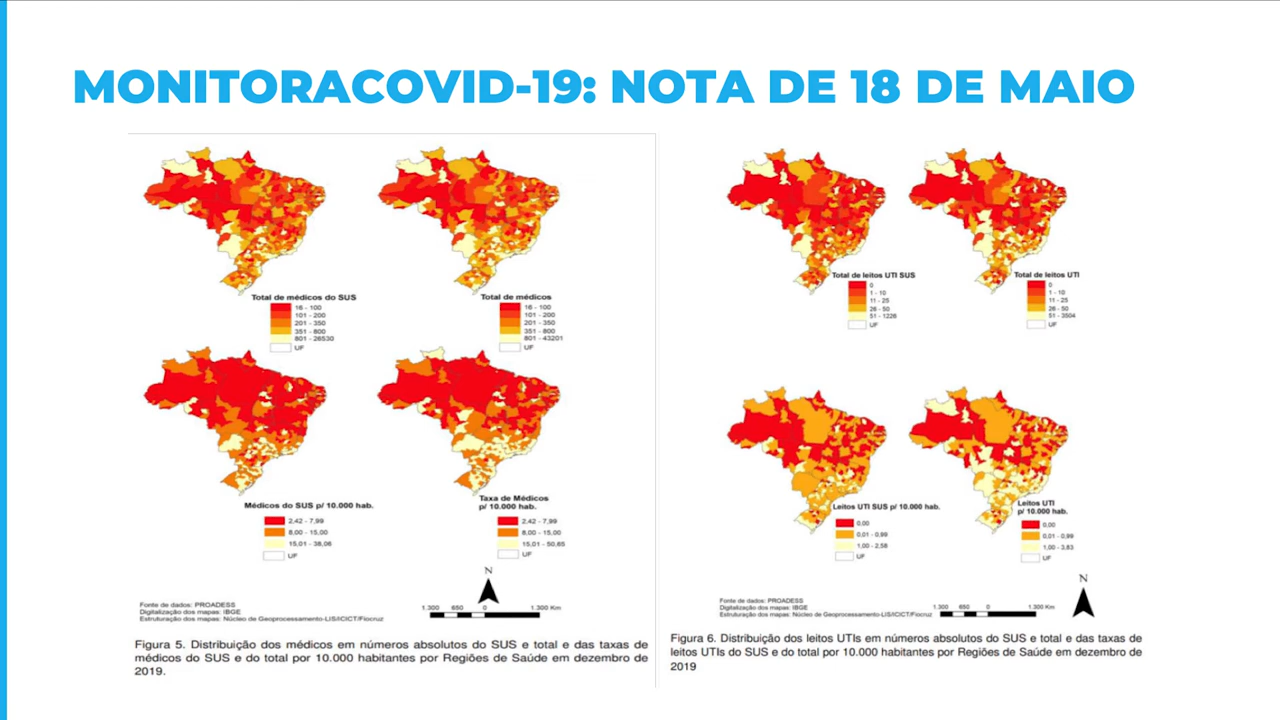 MONITORACOVID-19: NOTA DE 18 DE MAIO
Total de médicos do SUS
16 - 100
101 - 200
201 - 350
351 - 800
801 - 26530
UF
Total de médicos
16 - 100
101 - 200
201 - 350
351 - 800
801 - 43201
UF
Médicos do SUS p/ 10.000 hab.
2,42 - 7,99
8,00 - 15,00
15,01 - 38,06
UF
Taxa de Médicos
p/ 10.000 hab.
2,42 - 7,99
8,00 - 15,00
15,01 - 50,65
UF
N
Fonte de dados: PROADESS
Digitalização dos mapas: IBGE
Estruturação dos mapas: Núcleo de Geoprocessamento-LIS/ICICT/Fiocruz
1.300 650 0 1.300 Km
Figura 5. Distribuição dos médicos em números absolutos do SUS e total e das taxas de
médicos do SUS e do total por 10.000 habitantes por Regiões de Saúde em dezembro de
2019.
Total de leitos UTI SUS
0
1 - 10
11 - 25
26 - 50
51 - 1226
UF
Total de leitos UTI
0
1 - 10
11 - 25
26 - 50
51 - 3504
UF
Leitos UTI SUS p/ 10.000 hab.
0,00
0,01 - 0,99
1,00 - 2,58
UF
Leitos UTI
p/ 10.000 hab.
0,00
0,01 - 0,99
1,00 - 3,83
UF
N
Fonte de dados: PROADESS
Digitalização dos mapas: IBGE
Estruturação dos mapas: Núcleo de Geoprocessamento-LIS/ICICT/Fiocruz
1.300 650 0 1.300 Km
Figura 6. Distribuição dos leitos UTIs em números absolutos do SUS e total e das taxas de
leitos UTIs do SUS e do total por 10.000 habitantes por Regiões de Saúde em dezembro de
2019